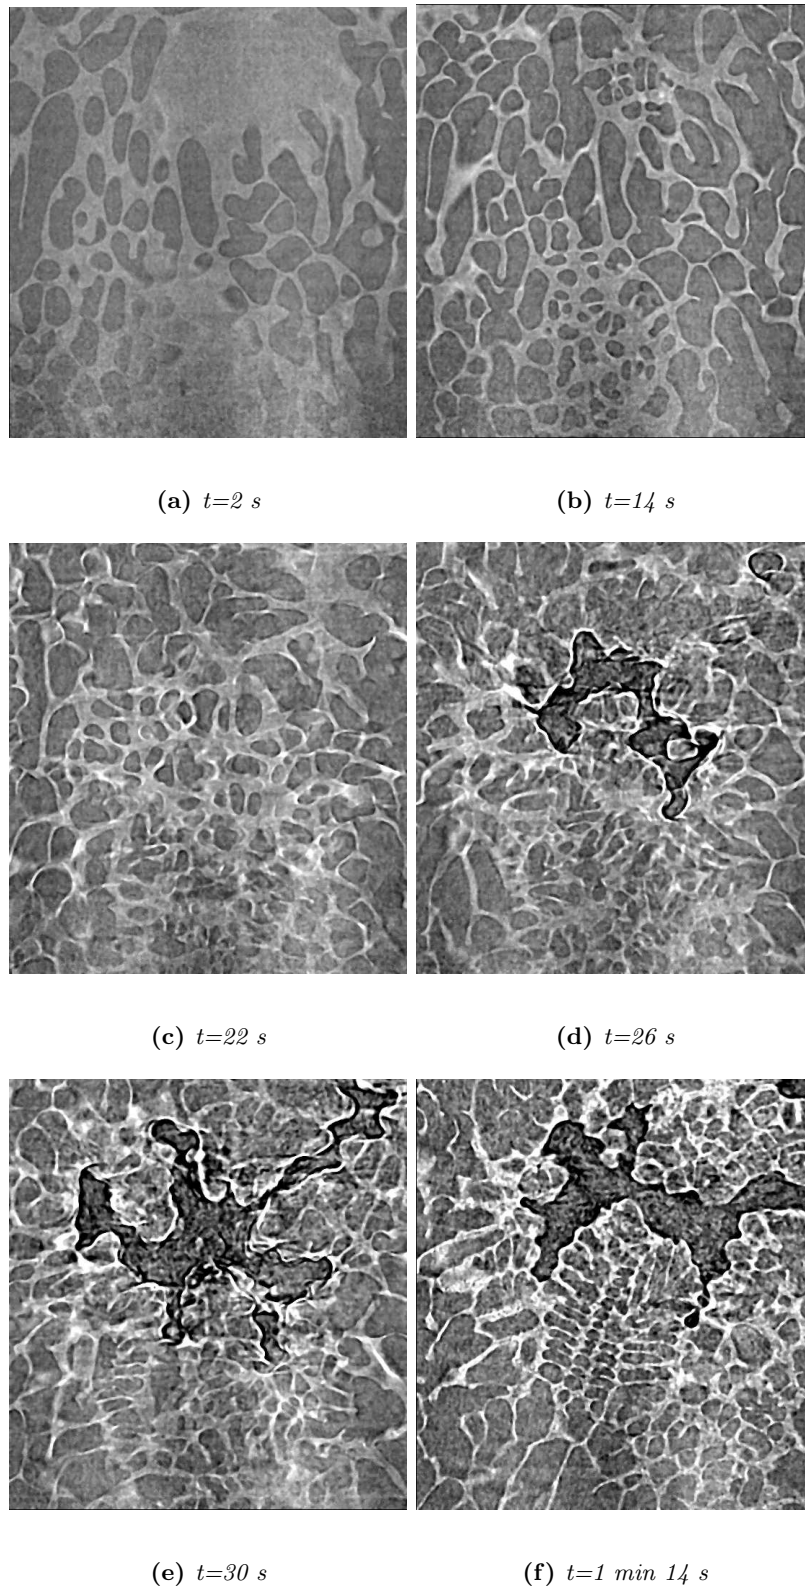 (a) t=2 s
(b) t=14 s
(c) t=22 s
(d) t=26 s
(e) t=30 s
(f) t=1 min 14 s